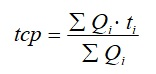 tcp = ∑ Qᵢ · tᵢ / ∑ Qᵢ